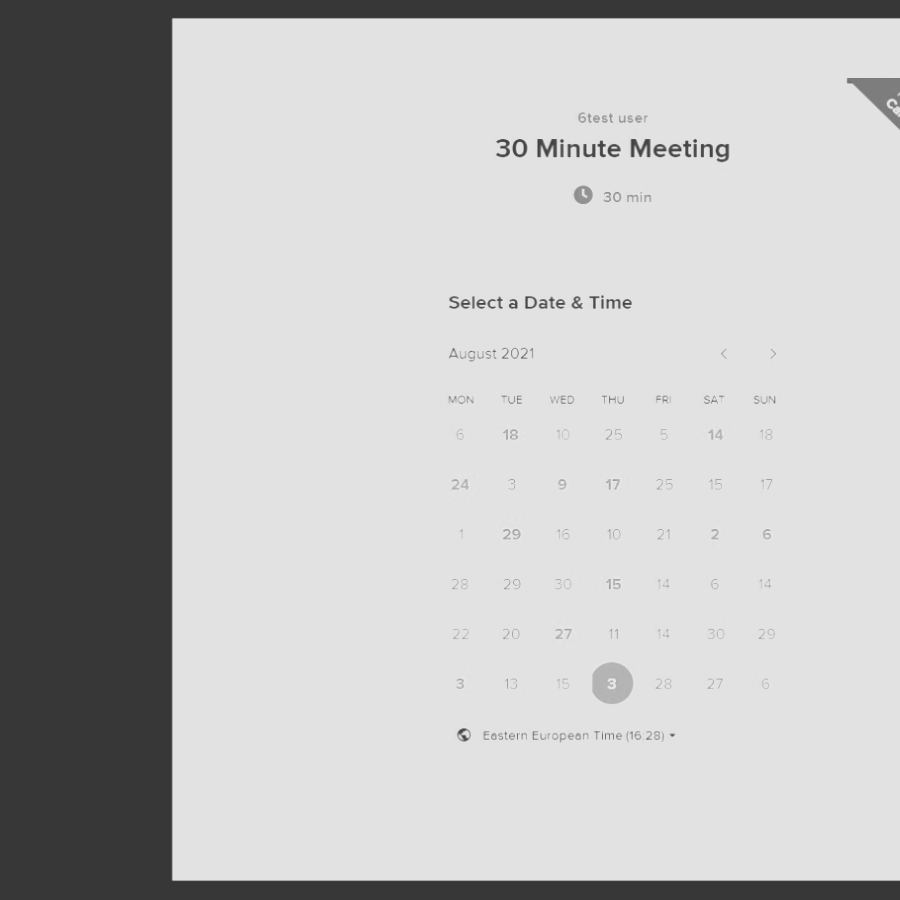 6test user
30 Minute Meeting
30 min
Select a Date & Time
August 2021
MON TUE WED THU FRI SAT SUN
6 18 10 25 5 14 18
24 3 9 17 25 15 17
1 29 16 10 21 2 6
28 29 30 15 14 6 14
22 20 27 11 14 30 29
3 13 15 3 28 27 6
Eastern European Time (16:28)